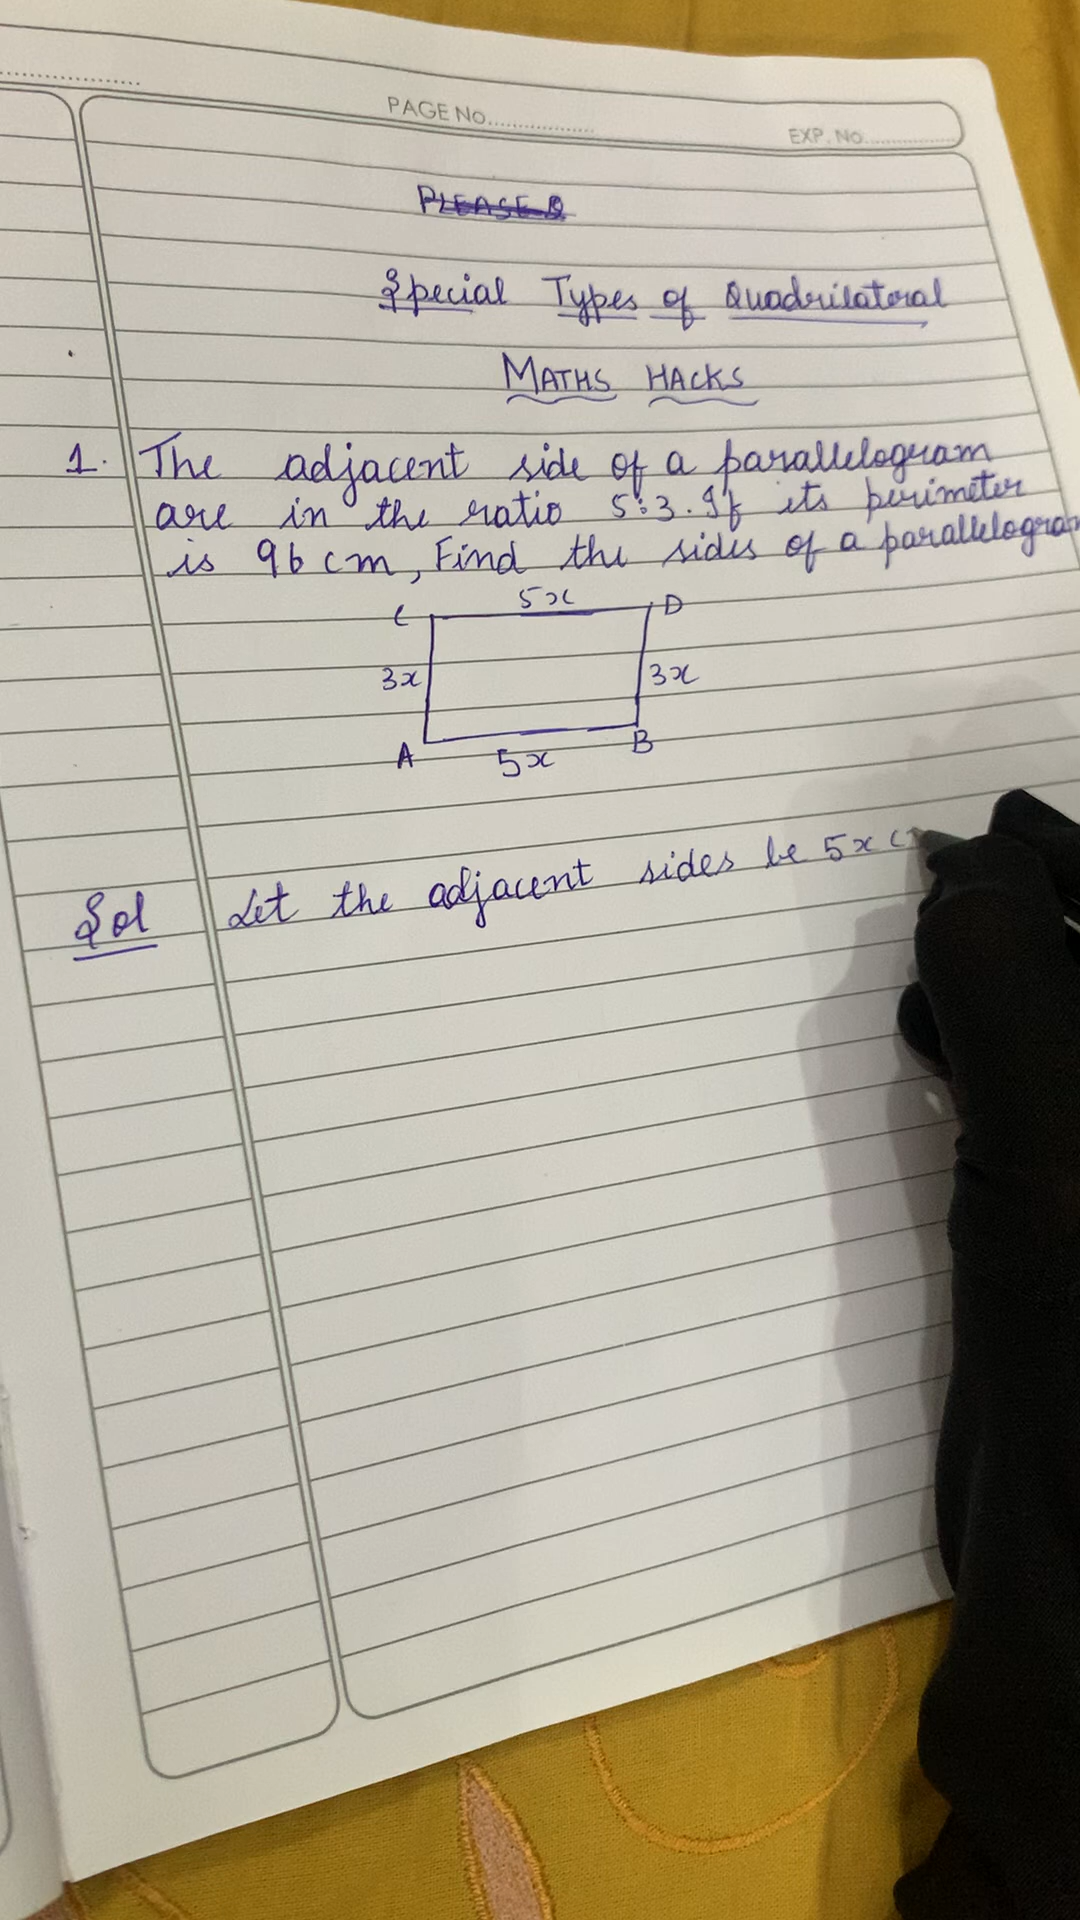 PAGE No.
EXP. No.
PLEASE
Special Types of Quadrilatoral
MATHS HACKS
1. The adjacent side of a parallelogram
are in the ratio 5:3. If its perimeter
is 96 cm, Find the sides of a parallelogram
5x
C D
3x 3x
A B
5x
Sol Let the adjacent sides be 5x